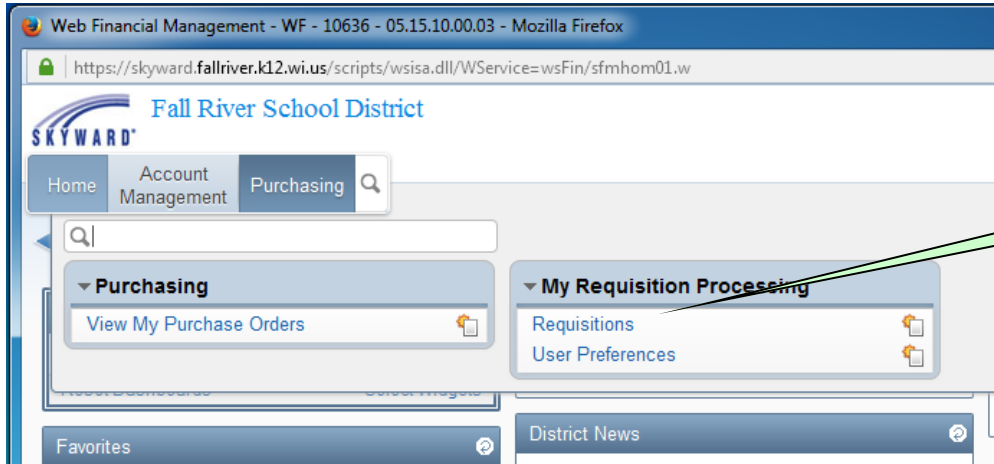 Web Financial Management - WF - 10636 - 05.15.10.00.03 - Mozilla Firefox
https://skyward.fallriver.k12.wi.us/scripts/wsisa.dll/WService=wsFin/sfmhom01.w
Fall River School District
SKYWARD
Home
Account
Management
Purchasing
Purchasing
My Requisition Processing
View My Purchase Orders
Requisitions
User Preferences
Select Widgets
Favorites
District News